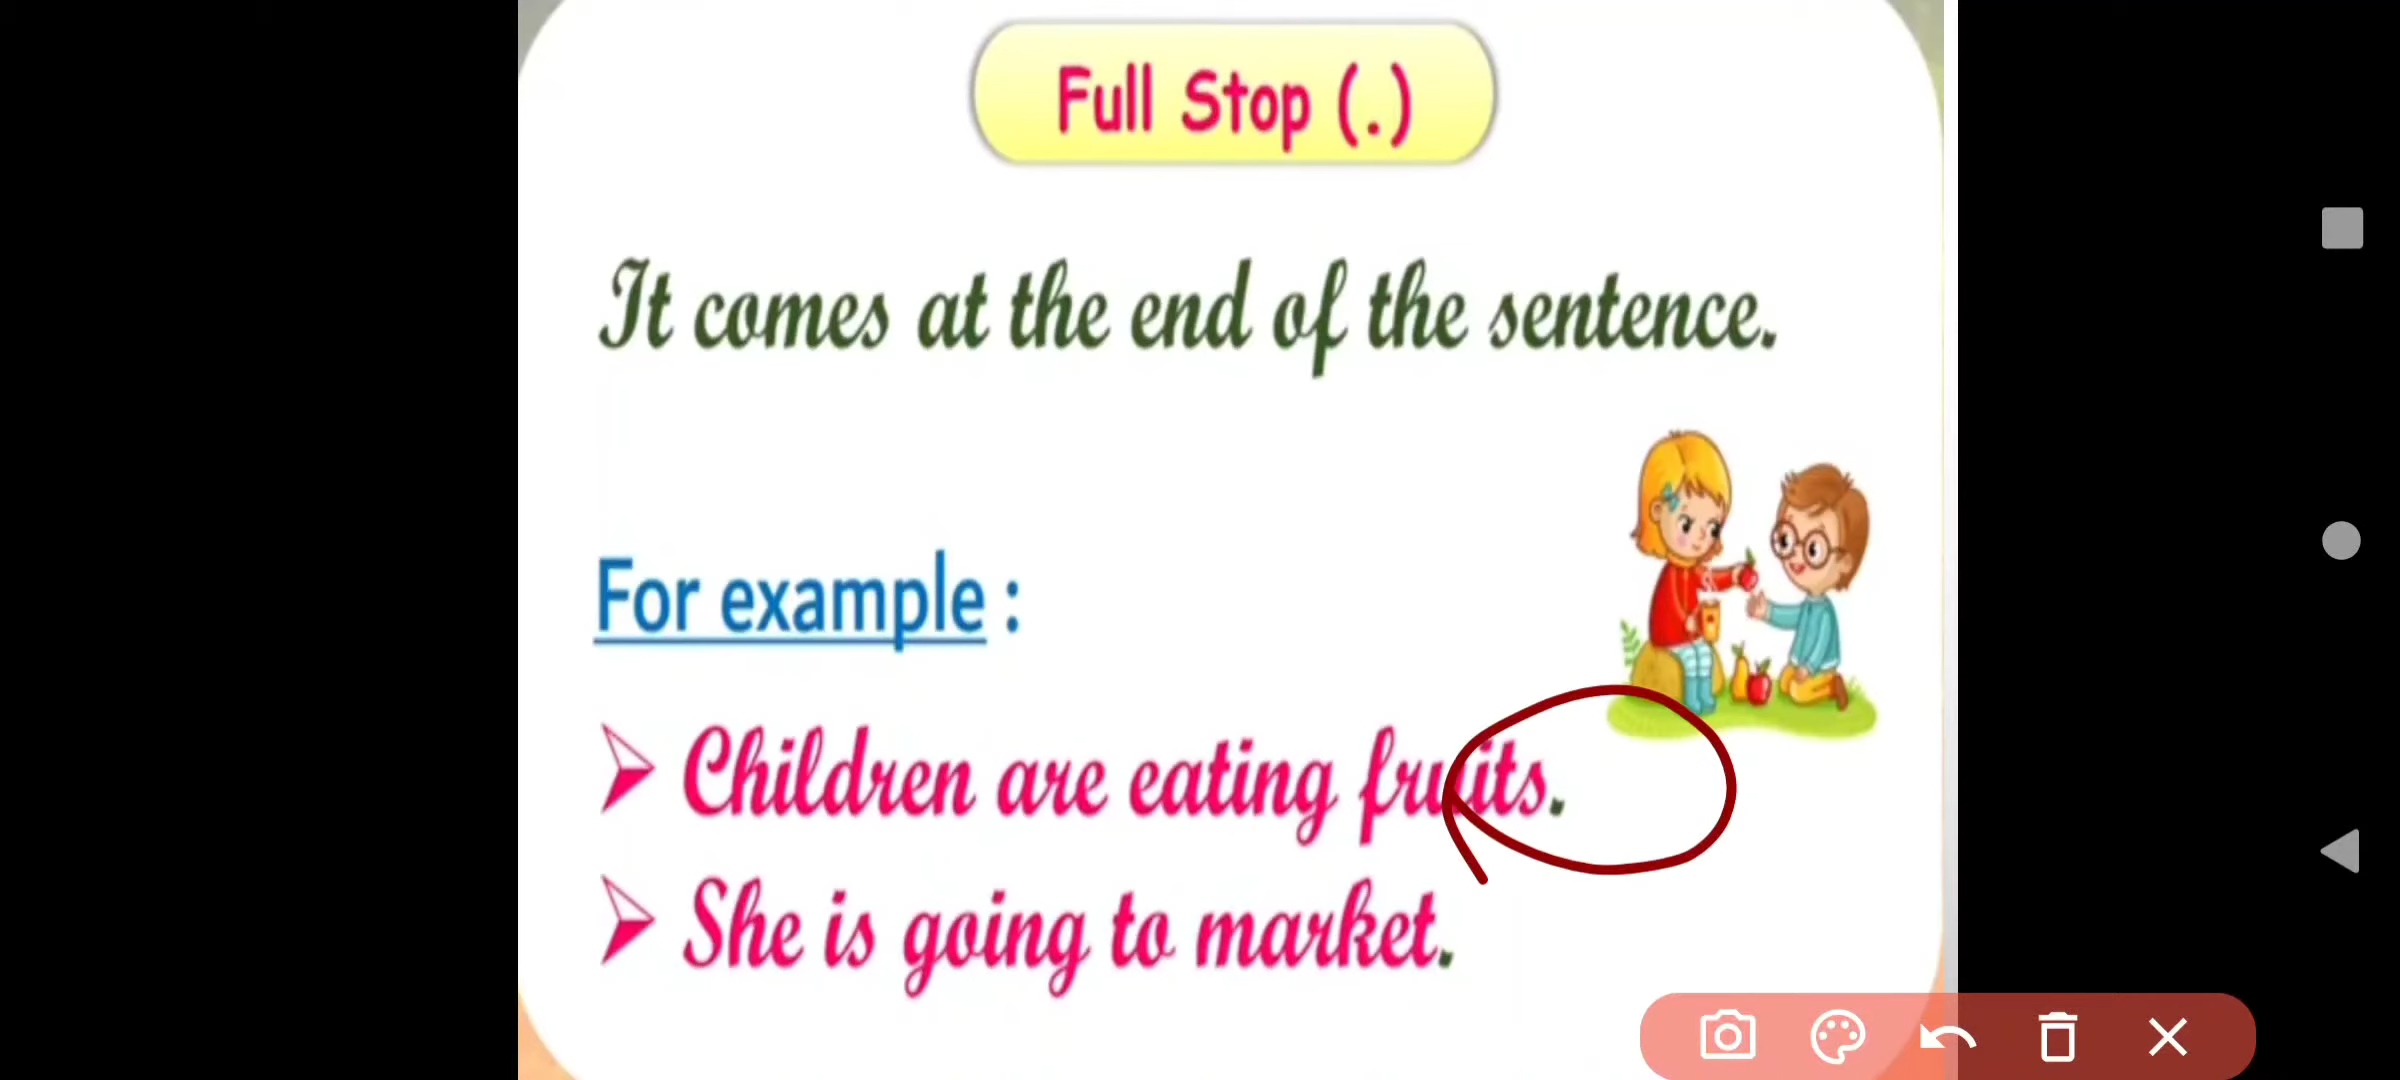 Full Stop (.)
It comes at the end of the sentence.
For example :
Children are eating fruits.
She is going to market.